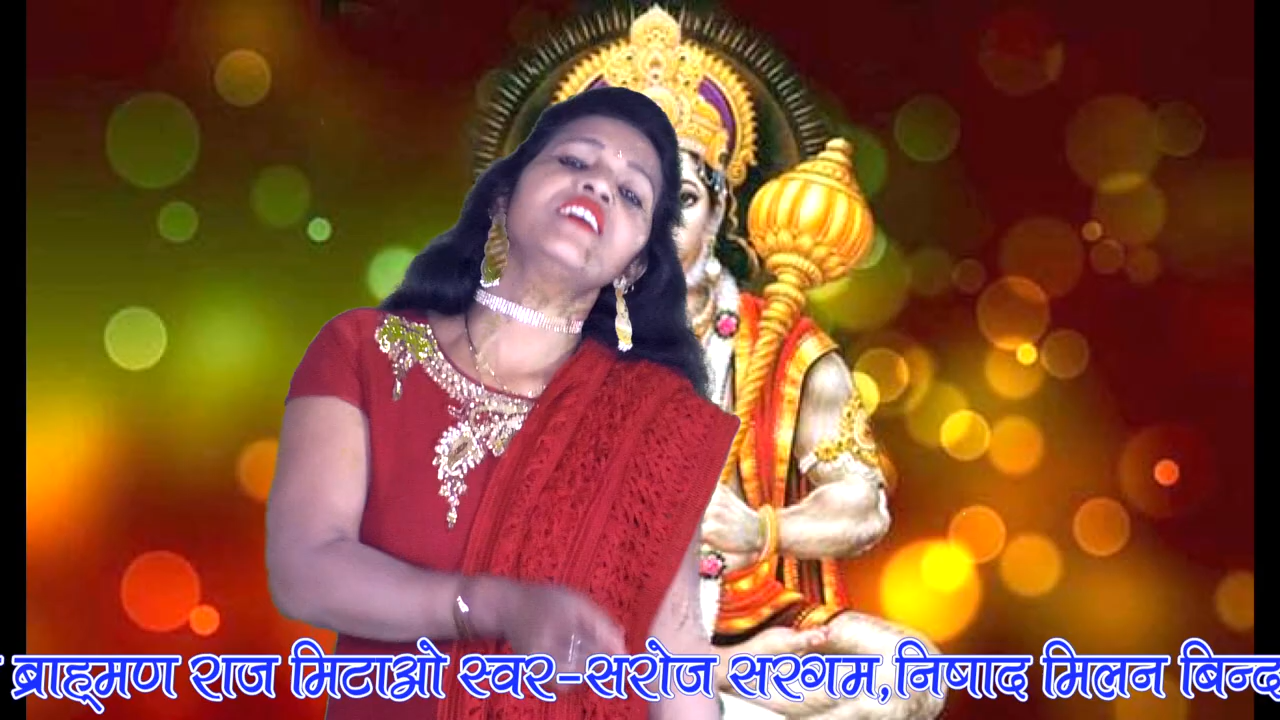 ब्राह्मण राज मिटाओ स्वर-सरोज सरगम,निषाद मिलन बिन्द